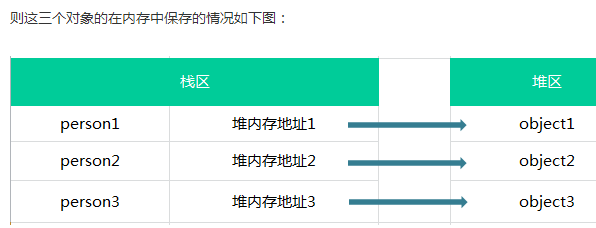 则这三个对象的在内存中保存的情况如下图：
栈区 堆区
person1 堆内存地址1 object1
person2 堆内存地址2 object2
person3 堆内存地址3 object3